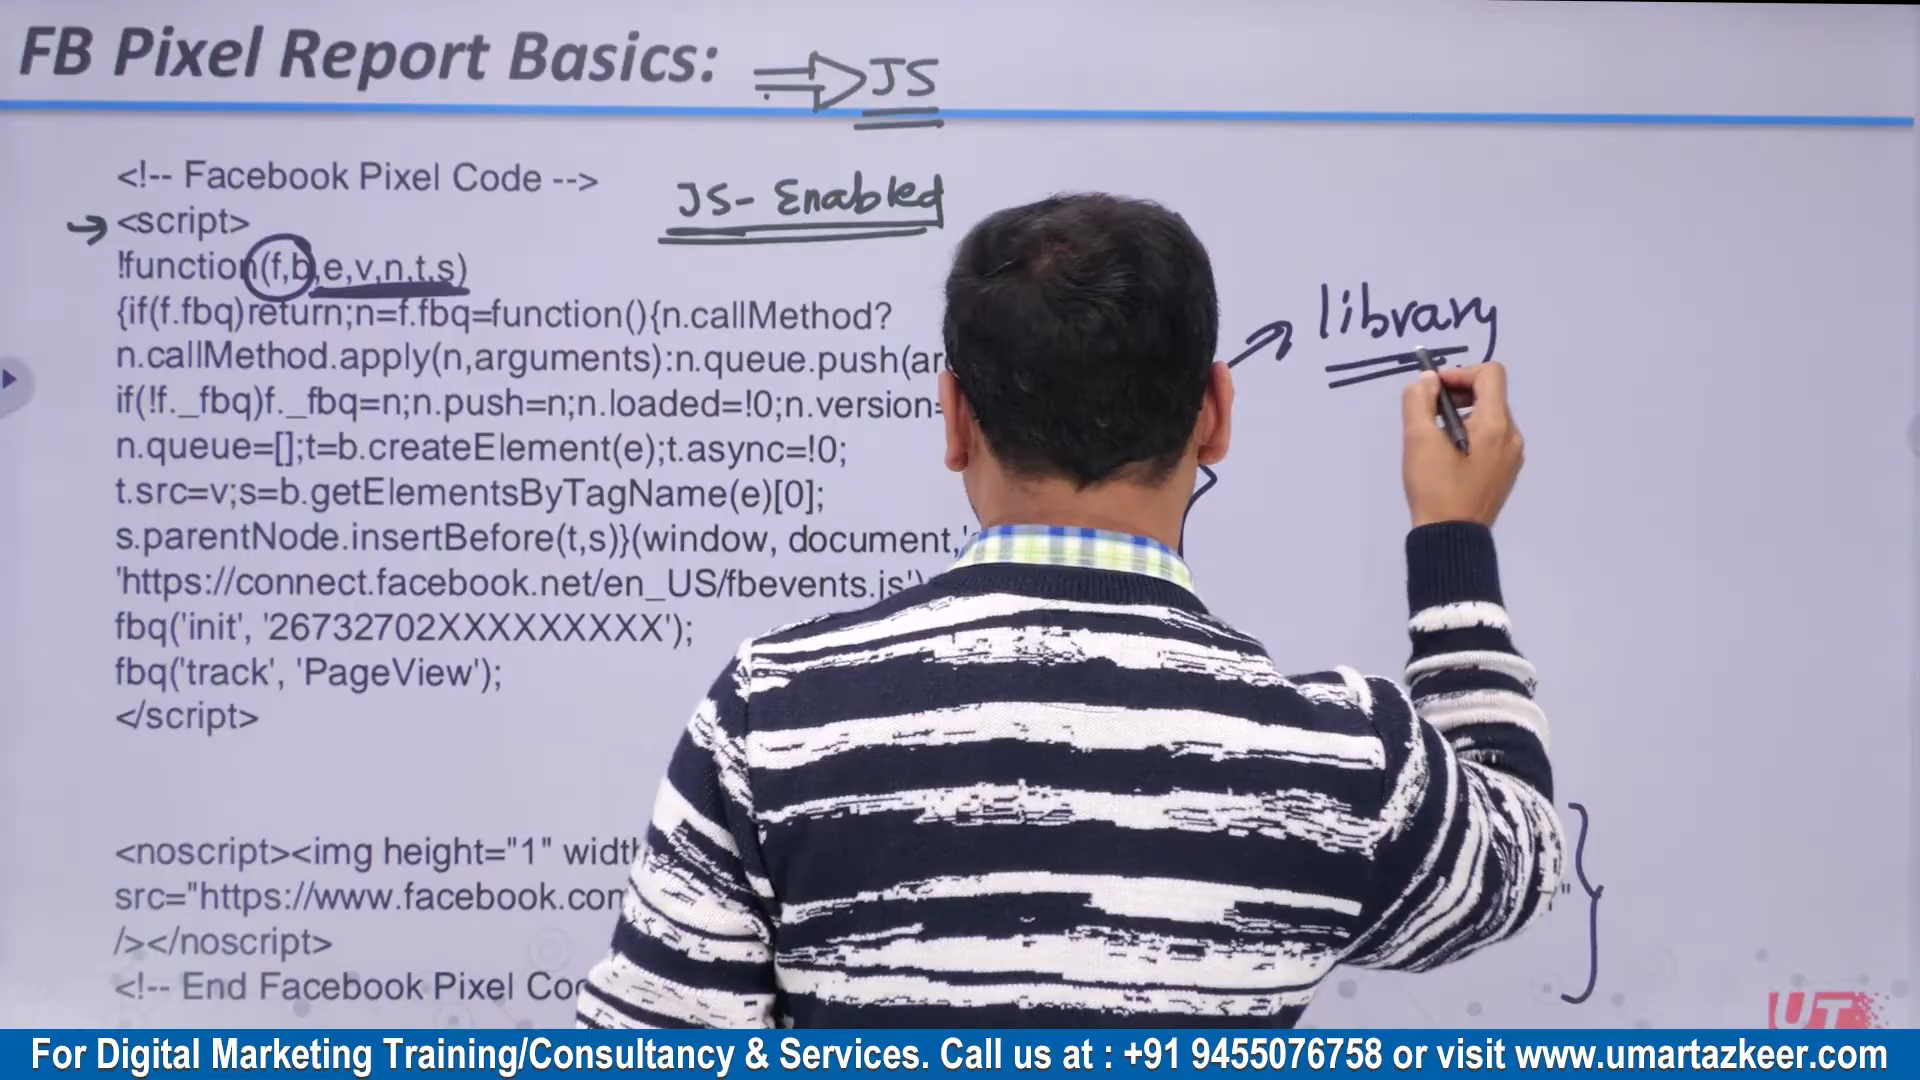 FB Pixel Report Basics:
JS
<!-- Facebook Pixel Code -->
JS- Enabled
<script>
!function(f,b,e,v,n,t,s)
{if(f.fbq)return;n=f.fbq=function(){n.callMethod?
library
n.callMethod.apply(n,arguments):n.queue.push(
if(!f._fbq)f._fbq=n;n.push=n;n.loaded=!0;n.version=
n.queue=[];t=b.createElement(e);t.async=!0;
t.src=v;s=b.getElementsByTagName(e)[0];
s.parentNode.insertBefore(t,s)}(window, document,'
'https://connect.facebook.net/en_US/fbevents.js')
fbq('init', '26732702XXXXXXXXX');
fbq('track', 'PageView');
</script>
<noscript><img height="1"
src="https://www.facebook.
"
/></noscript>
<!-- End Facebook Pixel
UT
For Digital Marketing Training/Consultancy & Services. Call us at : +91 9455076758 or visit www.umartazkeer.com